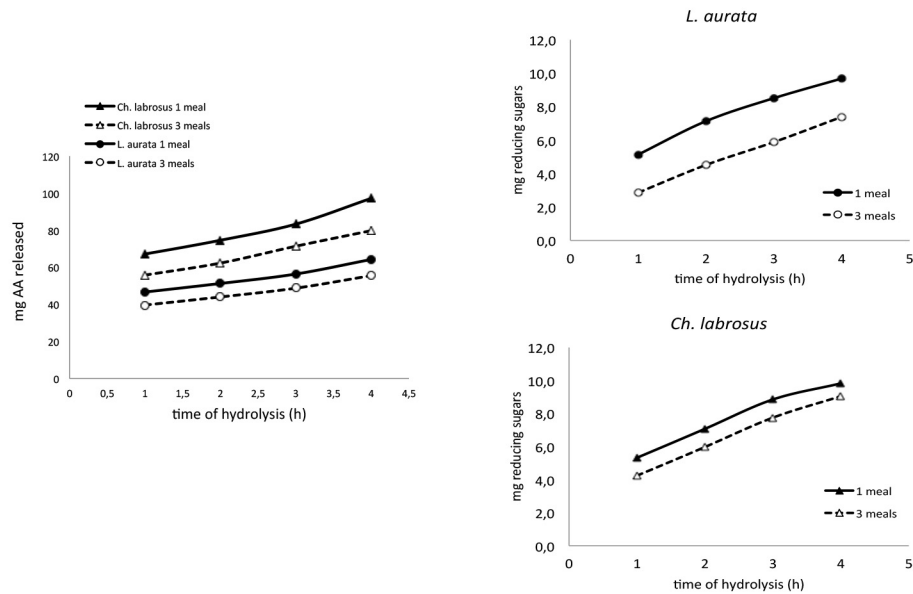 Ch. labrosus 1 meal
Ch. labrosus 3 meals
L. aurata 1 meal
L. aurata 3 meals
mg AA released
120
100
80
60
40
20
0
0 0,5 1 1,5 2 2,5 3 3,5 4 4,5
time of hydrolysis (h)
L. aurata
mg reducing sugars
12,0
10,0
8,0
6,0
4,0
2,0
0,0
1 meal
3 meals
0 1 2 3 4 5
time of hydrolysis (h)
Ch. labrosus
mg reducing sugars
12,0
10,0
8,0
6,0
4,0
2,0
0,0
1 meal
3 meals
0 1 2 3 4 5
time of hydrolysis (h)